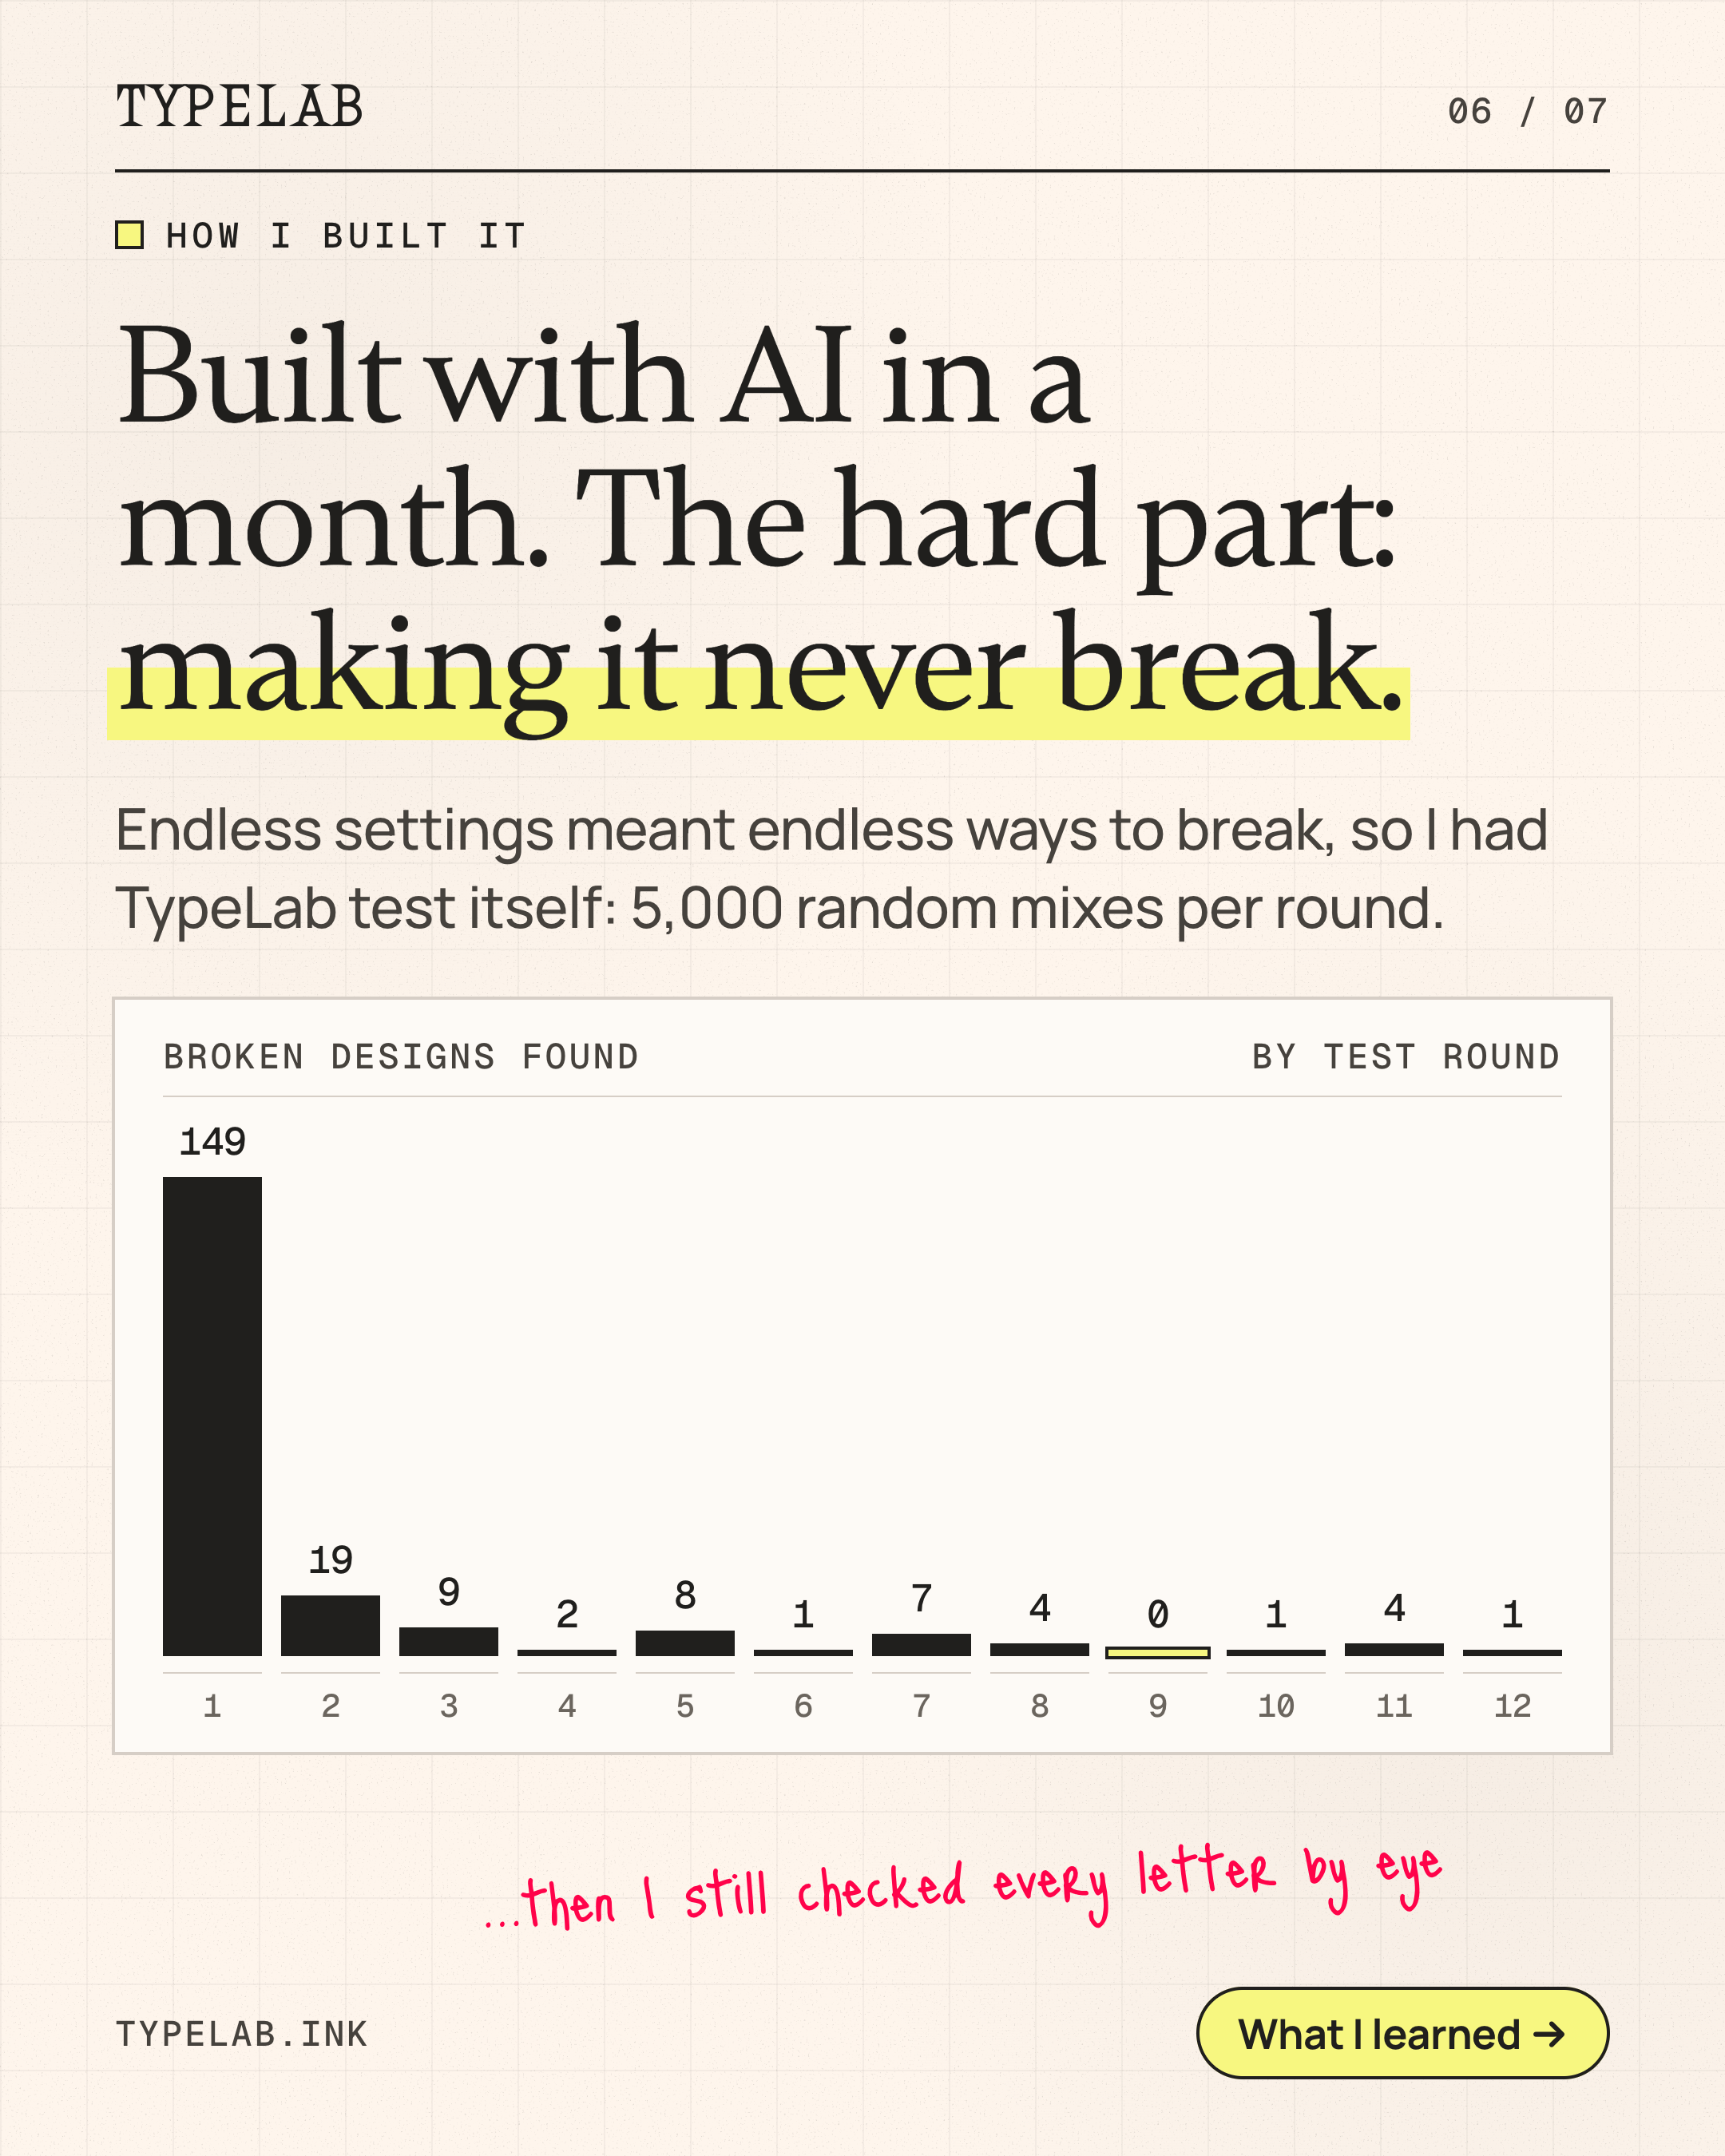 TYPELAB
06 / 07
HOW I BUILT IT
Built with AI in a
month. The hard part:
making it never break.
Endless settings meant endless ways to break, so I had
TypeLab test itself: 5,000 random mixes per round.
BROKEN DESIGNS FOUND
BY TEST ROUND
149 19 9 2 8 1 7 4 0 1 4 1
1 2 3 4 5 6 7 8 9 10 11 12
...then I still checked every letter by eye
TYPELAB.INK
What I learned →